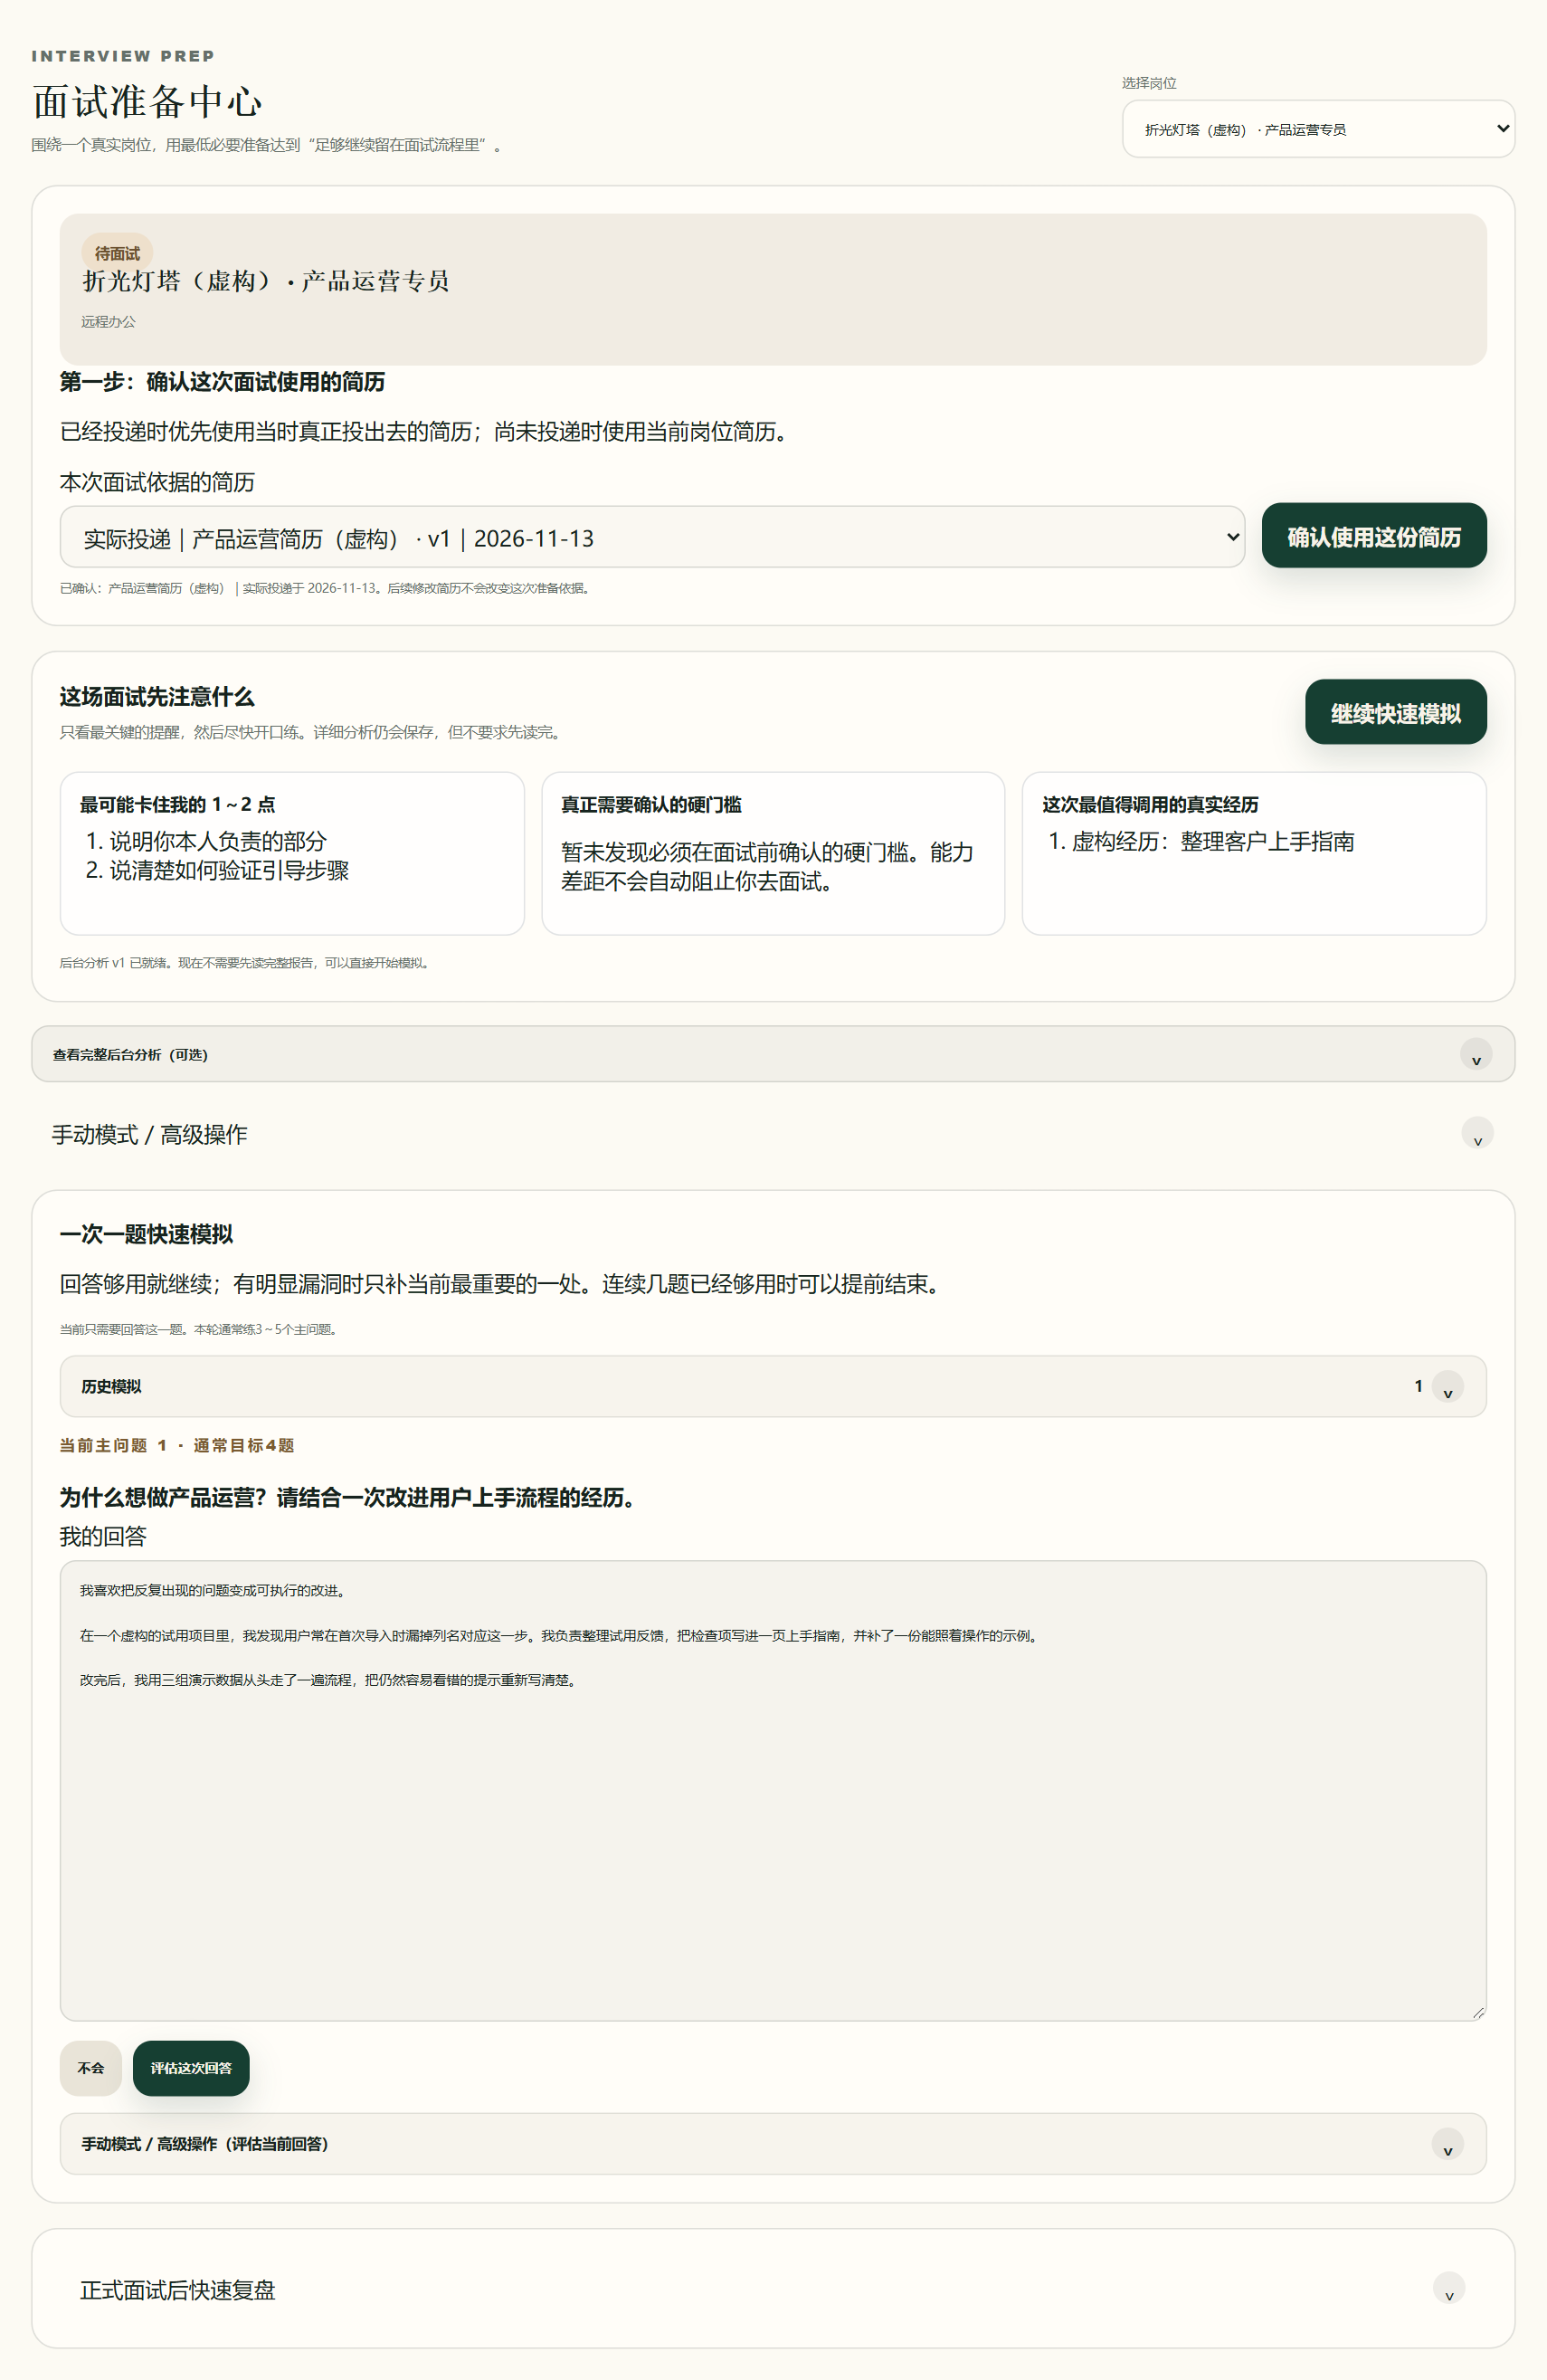 INTERVIEW PREP
面试准备中心
围绕一个真实岗位，用最低必要准备达到“足够继续留在面试流程里”。
选择岗位
折光灯塔（虚构） · 产品运营专员
待面试
折光灯塔（虚构） · 产品运营专员
远程办公
第一步：确认这次面试使用的简历
已经投递时优先使用当时真正投出去的简历；尚未投递时使用当前岗位简历。
本次面试依据的简历
实际投递｜产品运营简历（虚构） · v1｜2026-11-13
确认使用这份简历
已确认：产品运营简历（虚构）｜实际投递于 2026-11-13。后续修改简历不会改变这次准备依据。
这场面试先注意什么
只看最关键的提醒，然后尽快开口练。详细分析仍会保存，但不要求先读完。
继续快速模拟
最可能卡住我的 1～2 点
1. 说明你本人负责的部分
2. 说清楚如何验证引导步骤
真正需要确认的硬门槛
暂未发现必须在面试前确认的硬门槛。能力
差距不会自动阻止你去面试。
这次最值得调用的真实经历
1. 虚构经历：整理客户上手指南
后台分析 v1 已就绪。现在不需要先读完整报告，可以直接开始模拟。
查看完整后台分析（可选）
v
手动模式 / 高级操作
v
一次一题快速模拟
回答够用就继续；有明显漏洞时只补当前最重要的一处。连续几题已经够用时可以提前结束。
当前只需要回答这一题。本轮通常练3～5个主问题。
历史模拟
1 v
当前主问题 1 · 通常目标4题
为什么想做产品运营？请结合一次改进用户上手流程的经历。
我的回答
我喜欢把反复出现的问题变成可执行的改进。
在一个虚构的试用项目里，我发现用户常在首次导入时漏掉列名对应这一步。我负责整理试用反馈，把检查项写进一页上手指南，并补了一份能照着操作的示例。
改完后，我用三组演示数据从头走了一遍流程，把仍然容易看错的提示重新写清楚。
不会
评估这次回答
手动模式 / 高级操作（评估当前回答）
v
正式面试后快速复盘
v